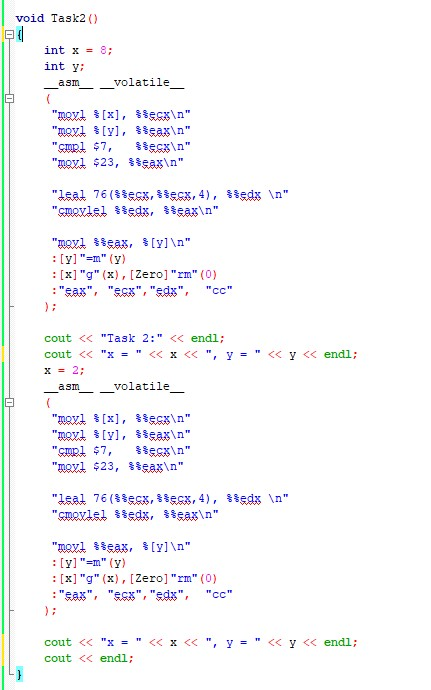 void Task2()
{
int x = 8;
int y;
__asm__ __volatile__
(
"movl %[x], %%ecx\n"
"movl %[y], %%eax\n"
"cmpl $7,   %%ecx\n"
"movl $23, %%eax\n"
"leal 76(%%ecx,%%ecx,4), %%edx \n"
"cmovlel %%edx, %%eax\n"
"movl %%eax, %[y]\n"
:[y]"=m"(y)
:[x]"g"(x),[Zero]"rm"(0)
:"eax", "ecx","edx",  "cc"
);
cout << "Task 2:" << endl;
cout << "x = " << x << ", y = " << y << endl;
x = 2;
__asm__ __volatile__
(
"movl %[x], %%ecx\n"
"movl %[y], %%eax\n"
"cmpl $7,   %%ecx\n"
"movl $23, %%eax\n"
"leal 76(%%ecx,%%ecx,4), %%edx \n"
"cmovlel %%edx, %%eax\n"
"movl %%eax, %[y]\n"
:[y]"=m"(y)
:[x]"g"(x),[Zero]"rm"(0)
:"eax", "ecx","edx",  "cc"
);
cout << "x = " << x << ", y = " << y << endl;
cout << endl;
}